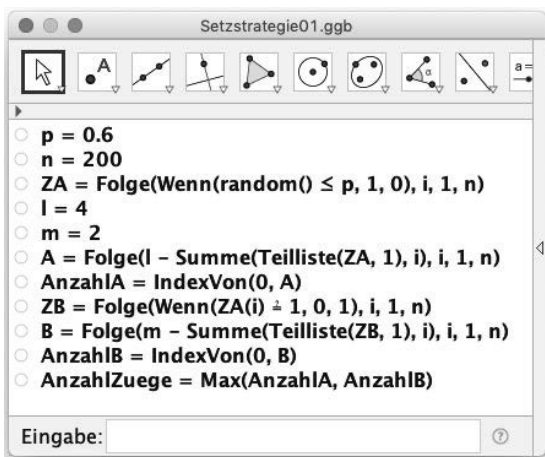 Setzstrategie01.ggb
A
α
a=
p = 0.6
n = 200
ZA = Folge(Wenn(random() ≤ p, 1, 0), i, 1, n)
l = 4
m = 2
A = Folge(l − Summe(Teilliste(ZA, 1), i), i, 1, n)
AnzahlA = IndexVon(0, A)
ZB = Folge(Wenn(ZA(i) ≟ 1, 0, 1), i, 1, n)
B = Folge(m − Summe(Teilliste(ZB, 1), i), i, 1, n)
AnzahlB = IndexVon(0, B)
AnzahlZuege = Max(AnzahlA, AnzahlB)
Eingabe:
?